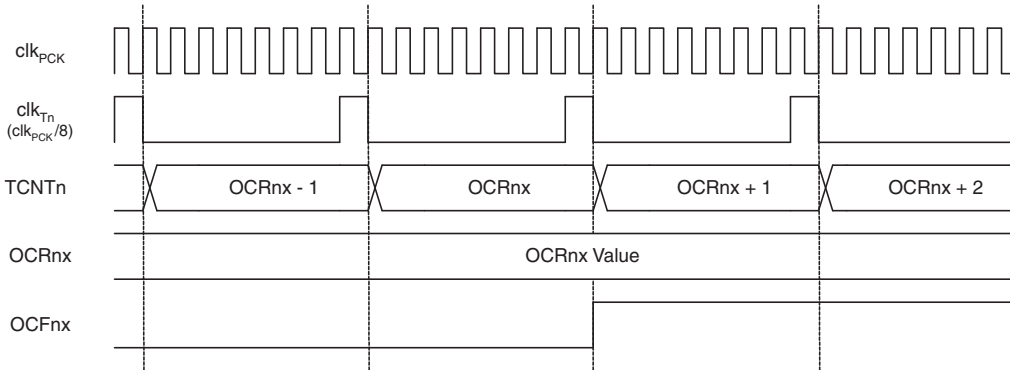 clkPCK
clkTn
(clkPCK/8)
TCNTn
OCRnx - 1
OCRnx
OCRnx + 1
OCRnx + 2
OCRnx
OCRnx Value
OCFnx